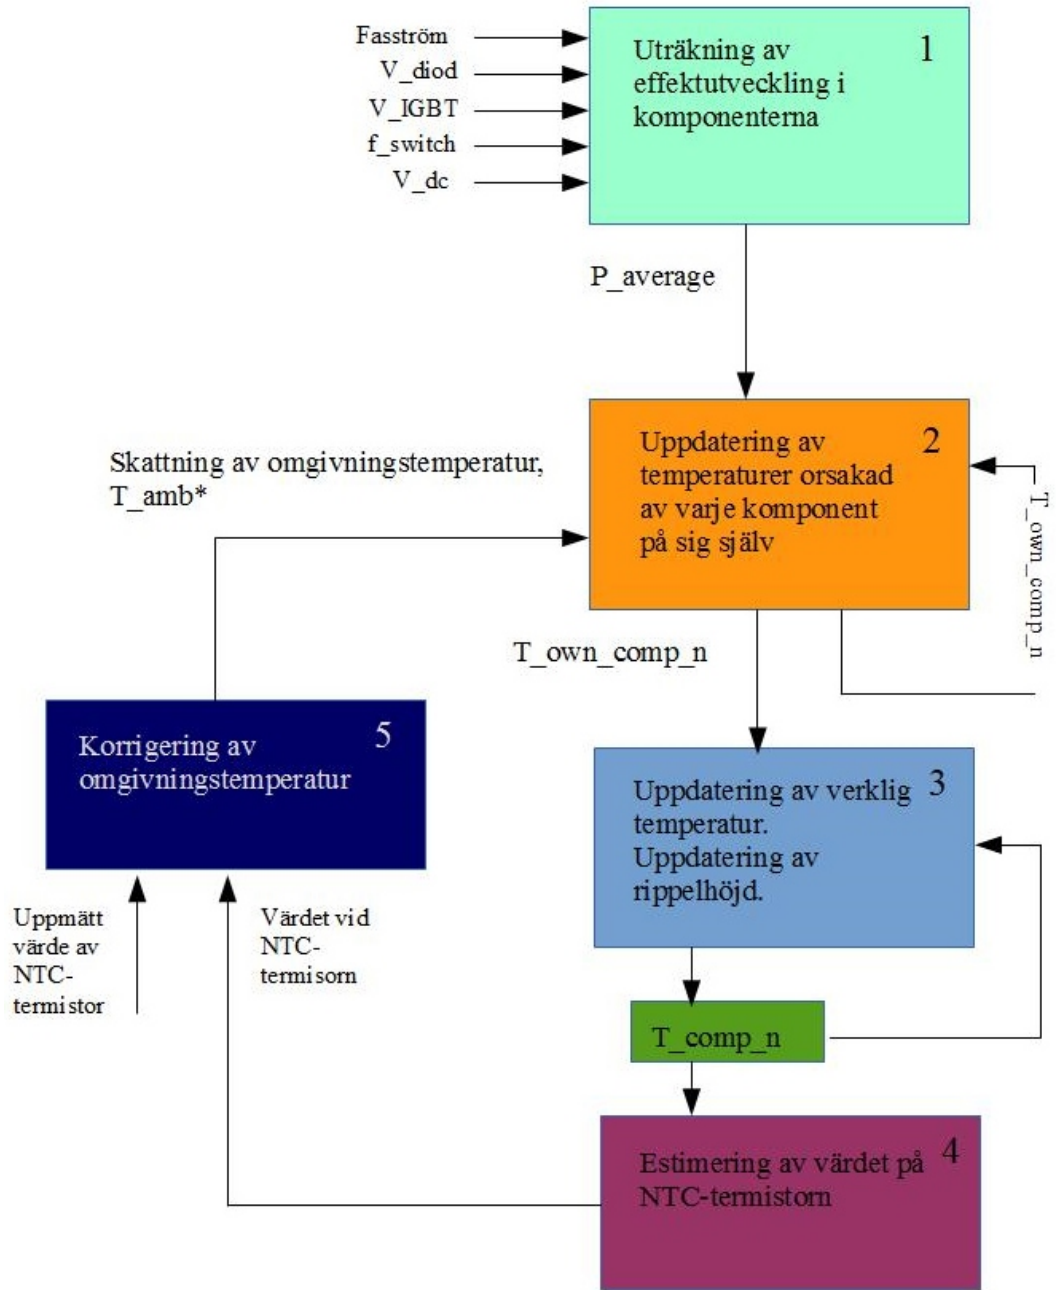 Fasström
V_diod
V_IGBT
f_switch
V_dc
Uträkning av
effektutveckling i
komponenterna
1
P_average
Uppdatering av
temperaturer orsakad
av varje komponent
på sig själv
2
T_own_comp_n
Skattning av omgivningstemperatur,
T_amb*
T_own_comp_n
Korrigering av
omgivningstemperatur
5
Uppdatering av verklig
temperatur.
Uppdatering av
rippelhöjd.
3
Uppmätt
värde av
NTC-
termistor
Värdet vid
NTC-
termisorn
T_comp_n
Estimering av värdet på
NTC-termistorn
4